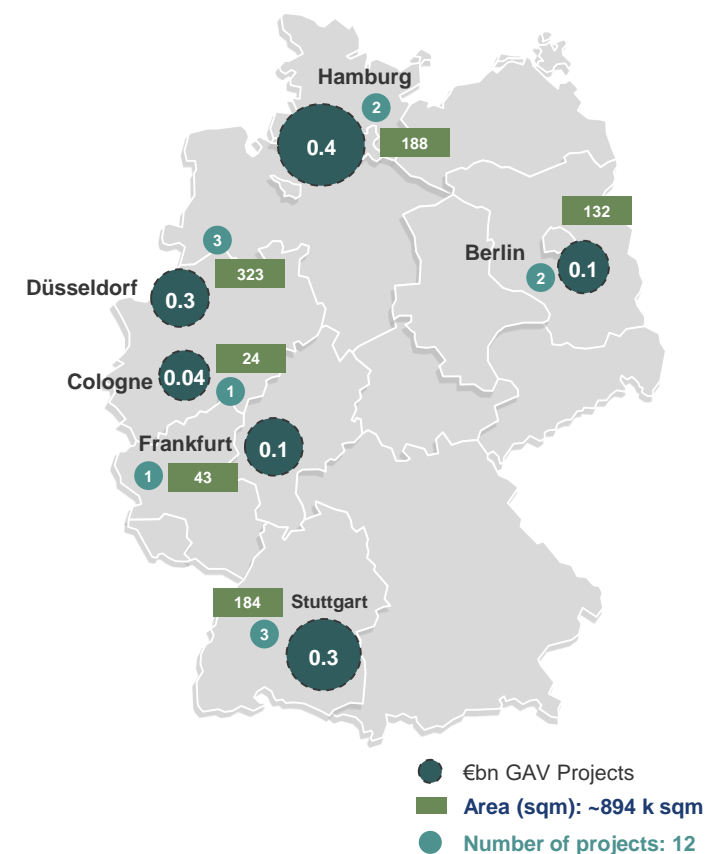 Hamburg
2
0.4
188
132
Berlin
2
0.1
3
323
Düsseldorf
0.3
24
Cologne
0.04
1
Frankfurt
0.1
1
43
184
Stuttgart
3
0.3
€bn GAV Projects
Area (sqm): ~894 k sqm
Number of projects: 12